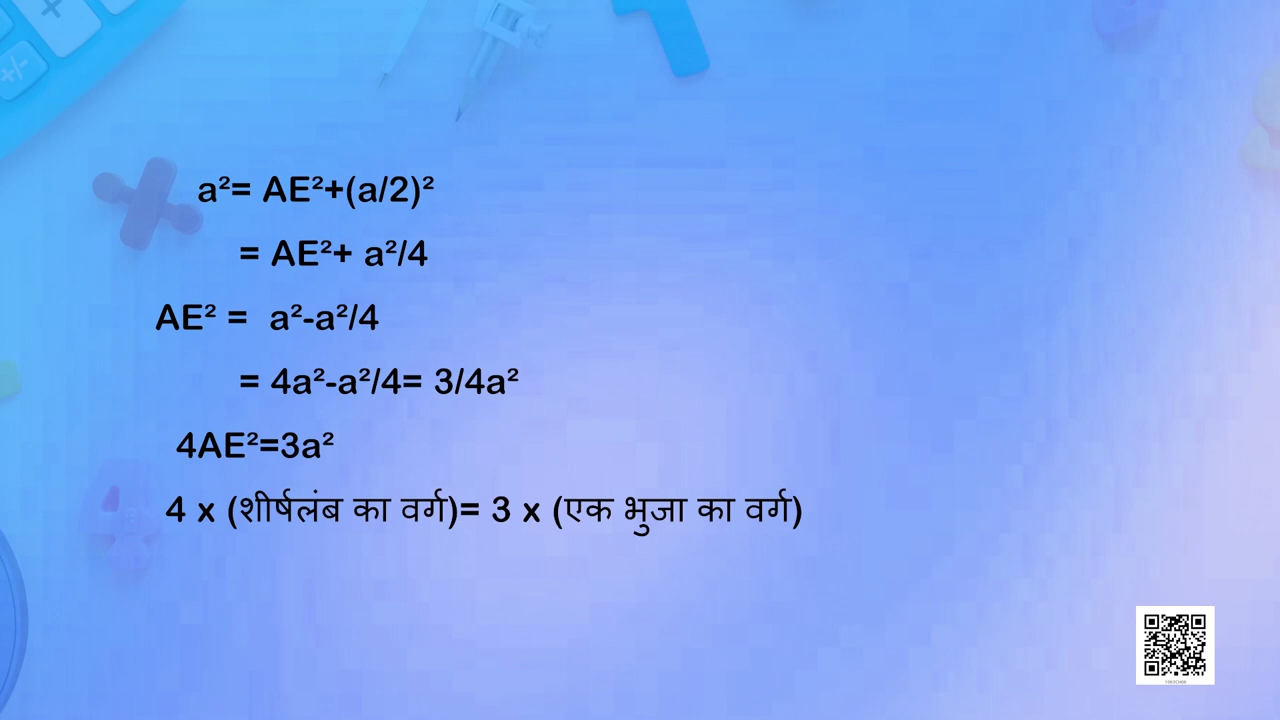 a²= AE²+(a/2)²
= AE²+ a²/4
AE² = a²-a²/4
= 4a²-a²/4= 3/4a²
4AE²=3a²
4 x (शीर्षलंब का वर्ग)= 3 x (एक भुजा का वर्ग)